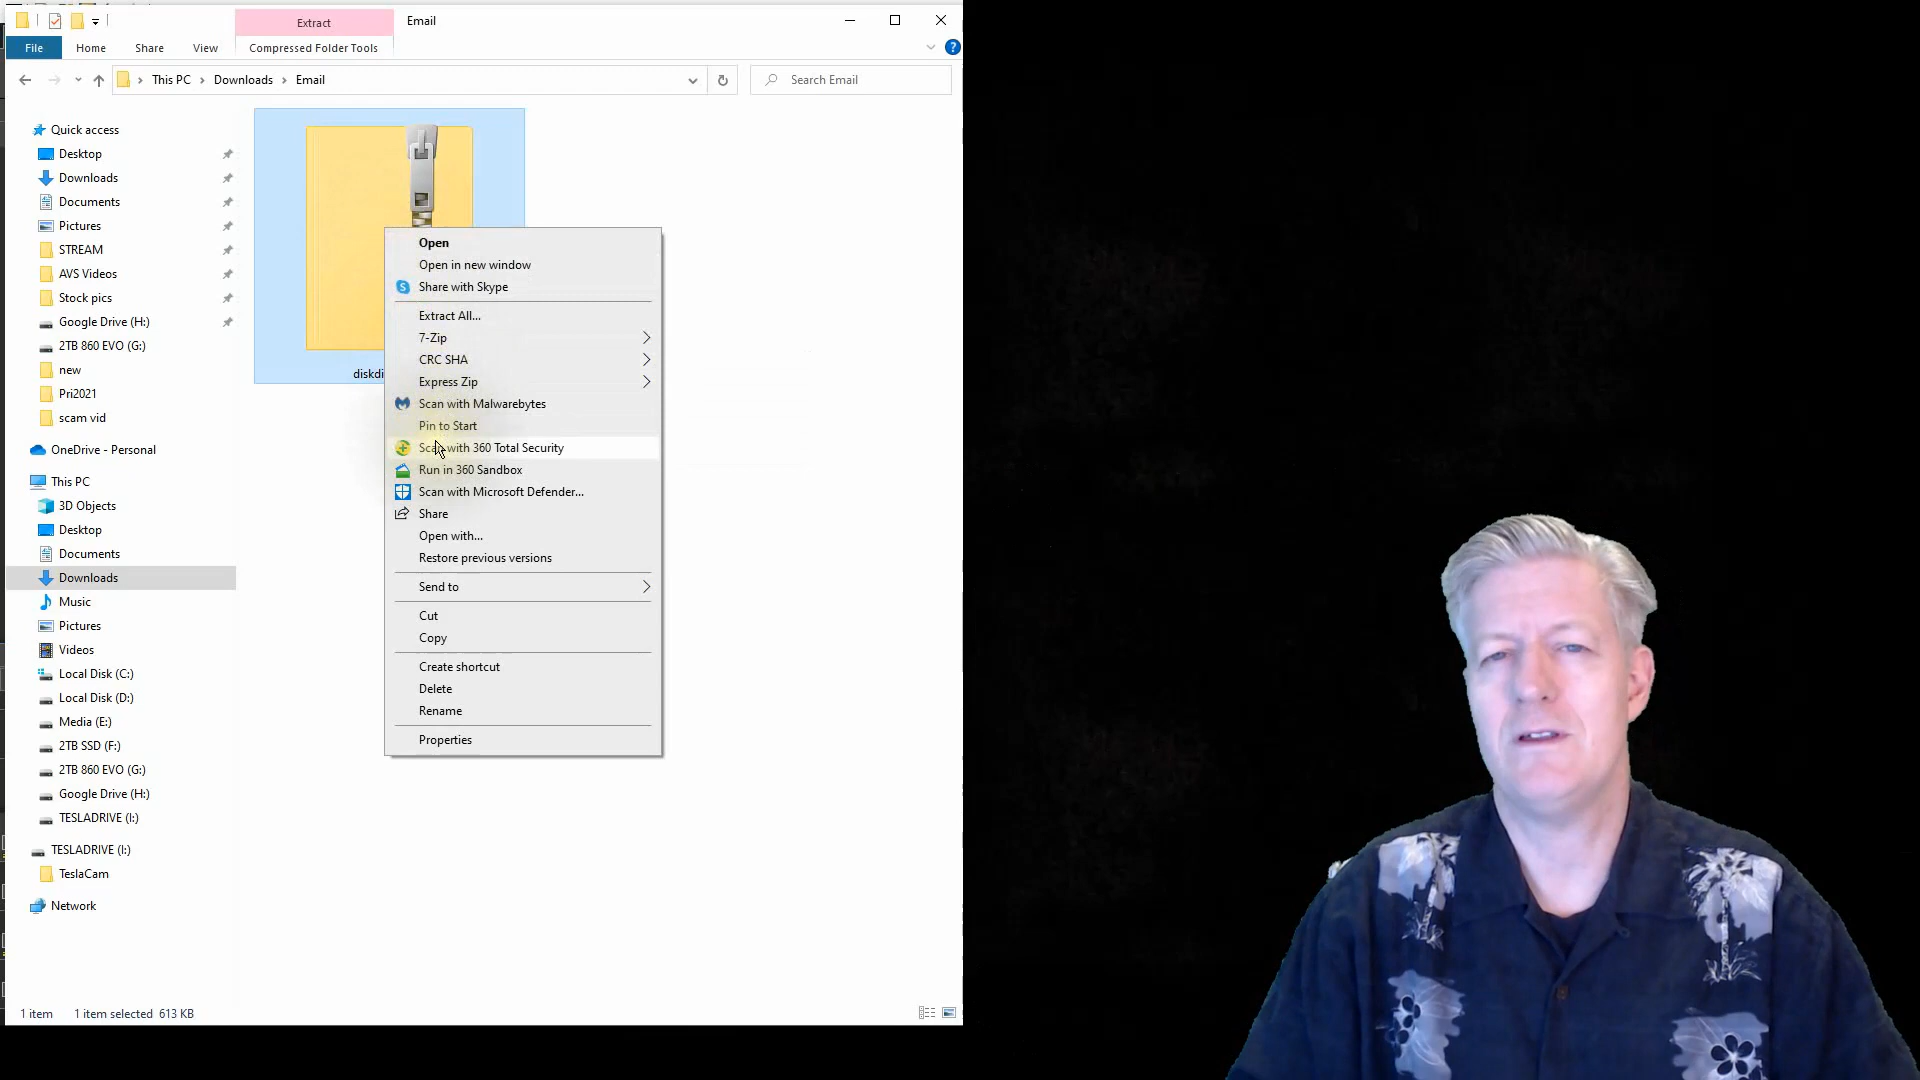 Extract
Email
File
Home
Share
View
Compressed Folder Tools
This PC
Downloads
Email
Search Email
Quick access
Desktop
Downloads
Documents
Pictures
STREAM
AVS Videos
Stock pics
Google Drive (H:)
2TB 860 EVO (G:)
new
Pri2021
scam vid
OneDrive - Personal
This PC
3D Objects
Desktop
Documents
Downloads
Music
Pictures
Videos
Local Disk (C:)
Local Disk (D:)
Media (E:)
2TB SSD (F:)
2TB 860 EVO (G:)
Google Drive (H:)
TESLADRIVE (I:)
TESLADRIVE (I:)
TeslaCam
Network
diskdi
Open
Open in new window
Share with Skype
Extract All...
7-Zip
CRC SHA
Express Zip
Scan with Malwarebytes
Pin to Start
Scan with 360 Total Security
Run in 360 Sandbox
Scan with Microsoft Defender...
Share
Open with...
Restore previous versions
Send to
Cut
Copy
Create shortcut
Delete
Rename
Properties
1 item
1 item selected 613 KB